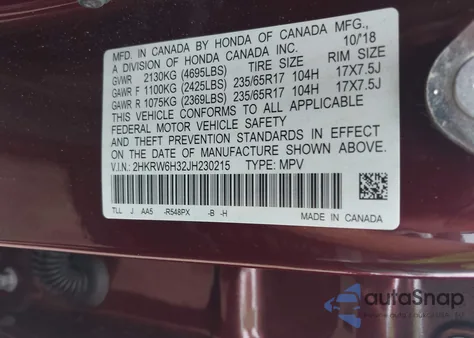 MFD. IN CANADA BY HONDA OF CANADA MFG.,
A DIVISION OF HONDA CANADA INC. 10/18
GVWR 2130KG (4695LBS) TIRE SIZE RIM SIZE
GAWR F 1100KG (2425LBS) 235/65R17 104H 17X7.5J
GAWR R 1075KG (2369LBS) 235/65R17 104H 17X7.5J
THIS VEHICLE CONFORMS TO ALL APPLICABLE
FEDERAL MOTOR VEHICLE SAFETY
AND THEFT PREVENTION STANDARDS IN EFFECT
ON THE DATE OF MANUFACTURE SHOWN ABOVE.
V.I.N.: 2HKRW6H32JH230215 TYPE: MPV
TLL J AA5 -R548PX -B -H
MADE IN CANADA
autoSnap